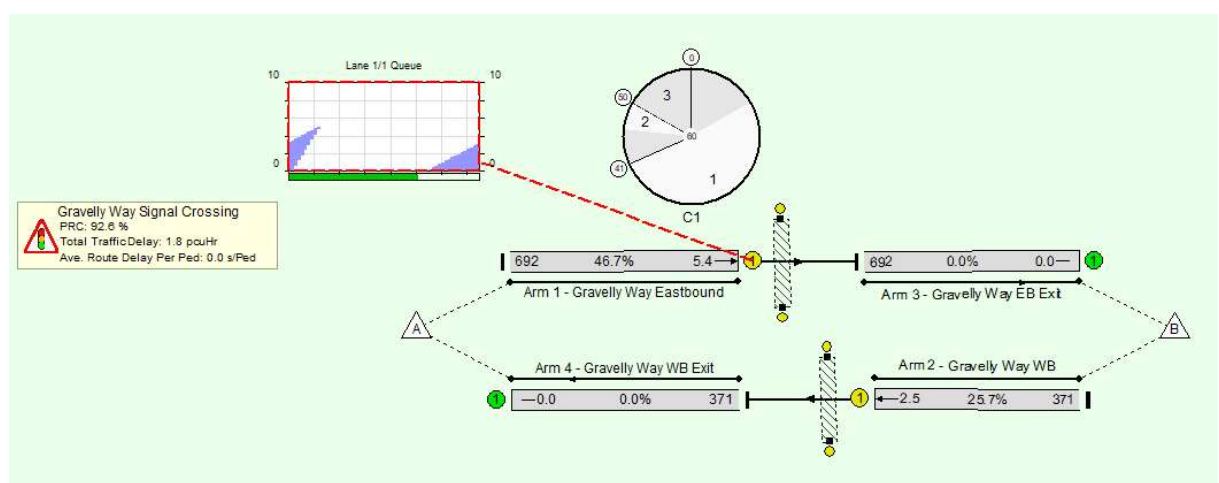 Lane 1/1 Queue
10
10
0
0
0
50
41
3
2
1
60
C1
Gravelly Way Signal Crossing
PRC: 92.6 %
Total TrafficDelay: 1.8 pcuHr
Ave. Route Delay Per Ped: 0.0 s/Ped
692 46.7% 5.4
1
692 0.0% 0.0
1
Arm 1 - Gravelly Way Eastbound
Arm 3 - Gravelly Way EB Exit
A
B
Arm 4 - Gravelly Way WB Exit
Arm 2 - Gravelly Way WB
1
0.0 0.0% 371
1
2.5 25.7% 371